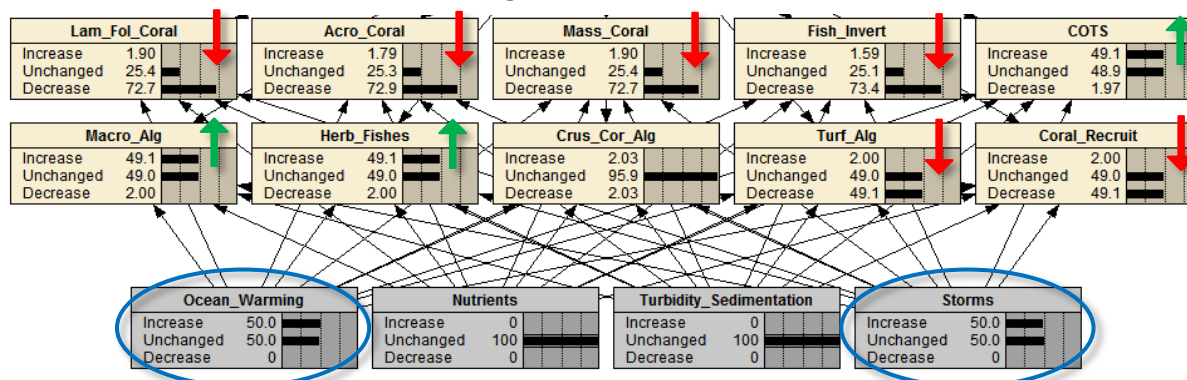 Lam_Fol_Coral
Increase 1.90
Unchanged 25.4
Decrease 72.7
Acro_Coral
Increase 1.79
Unchanged 25.3
Decrease 72.9
Mass_Coral
Increase 1.90
Unchanged 25.4
Decrease 72.7
Fish_Invert
Increase 1.59
Unchanged 25.1
Decrease 73.4
COTS
Increase 49.1
Unchanged 48.9
Decrease 1.97
Macro_Alg
Increase 49.1
Unchanged 49.0
Decrease 2.00
Herb_Fishes
Increase 49.1
Unchanged 49.0
Decrease 2.00
Crus_Cor_Alg
Increase 2.03
Unchanged 95.9
Decrease 2.03
Turf_Alg
Increase 2.00
Unchanged 49.0
Decrease 49.1
Coral_Recruit
Increase 2.00
Unchanged 49.0
Decrease 49.1
Ocean_Warming
Increase 50.0
Unchanged 50.0
Decrease 0
Nutrients
Increase 0
Unchanged 100
Decrease 0
Turbidity_Sedimentation
Increase 0
Unchanged 100
Decrease 0
Storms
Increase 50.0
Unchanged 50.0
Decrease 0